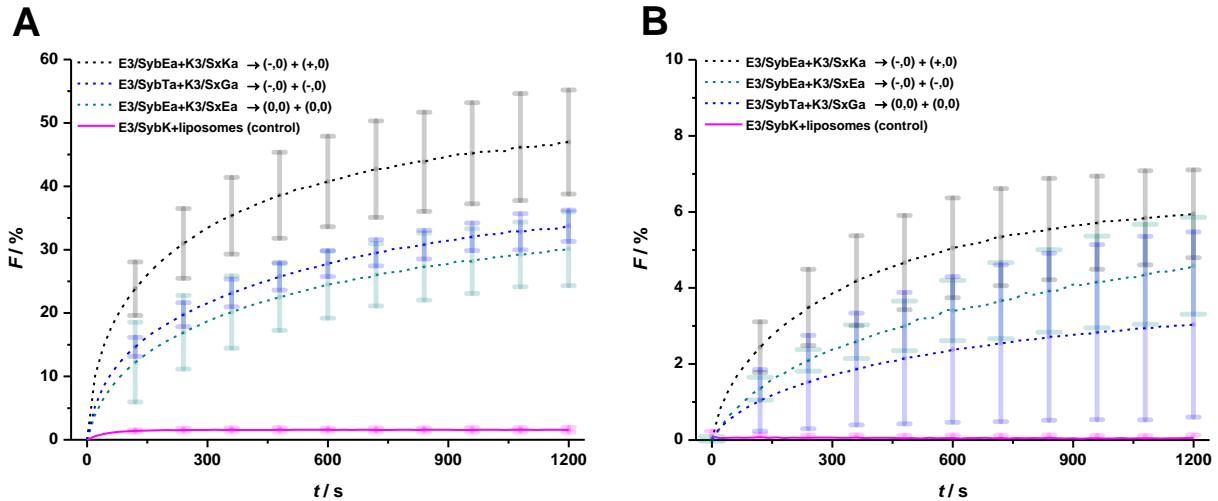 A
60
50
40
30
20
10
0
F / %
E3/SybEa+K3/SxKa → (-,0) + (+,0)
E3/SybTa+K3/SxGa → (-,0) + (-,0)
E3/SybEa+K3/SxEa → (0,0) + (0,0)
E3/SybK+liposomes (control)
0 300 600 900 1200
t / s
B
10
8
6
4
2
0
F / %
E3/SybEa+K3/SxKa → (-,0) + (+,0)
E3/SybEa+K3/SxEa → (-,0) + (-,0)
E3/SybTa+K3/SxGa → (0,0) + (0,0)
E3/SybK+liposomes (control)
0 300 600 900 1200
t / s